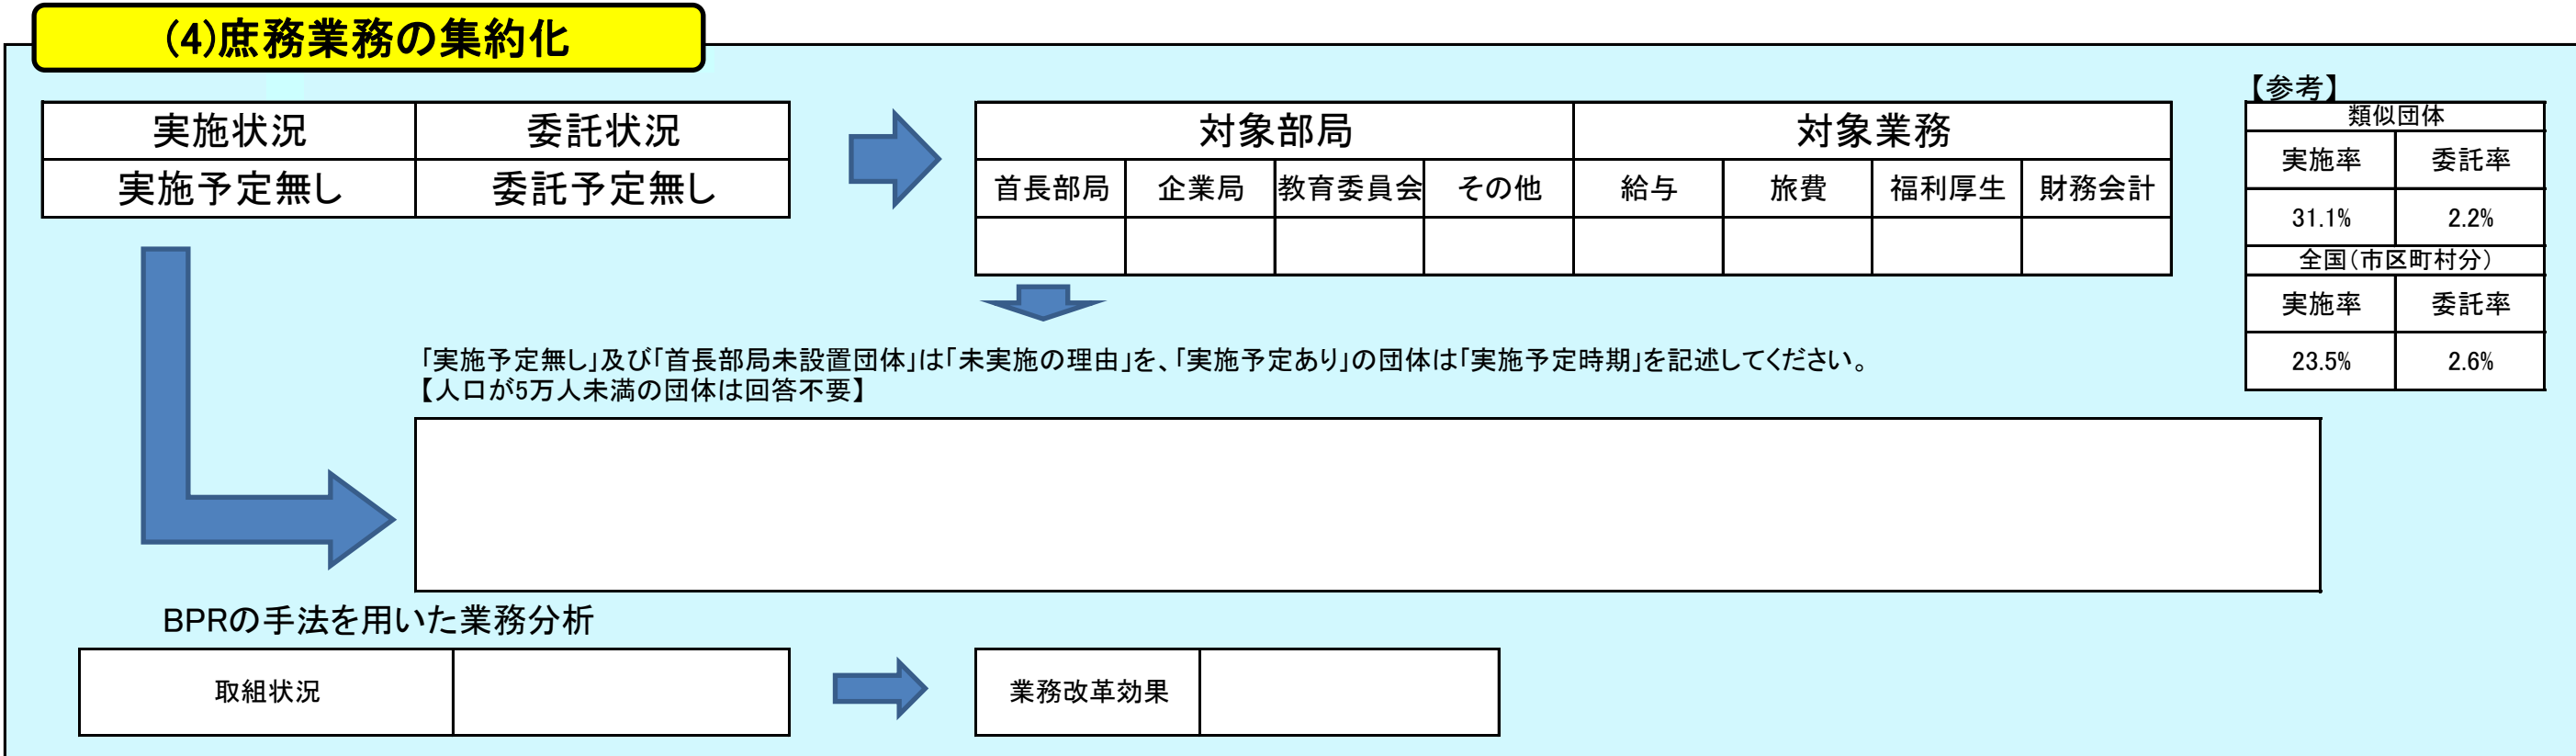 (4)庶務業務の集約化
実施状況 委託状況
実施予定無し 委託予定無し
対象部局 対象業務
首長部局 企業局 教育委員会 その他 給与 旅費 福利厚生 財務会計
【参考】
類似団体
実施率 委託率
31.1% 2.2%
全国(市区町村分)
実施率 委託率
23.5% 2.6%
「実施予定無し」及び「首長部局未設置団体」は「未実施の理由」を、「実施予定あり」の団体は「実施予定時期」を記述してください。
【人口が5万人未満の団体は回答不要】
BPRの手法を用いた業務分析
取組状況
業務改革効果